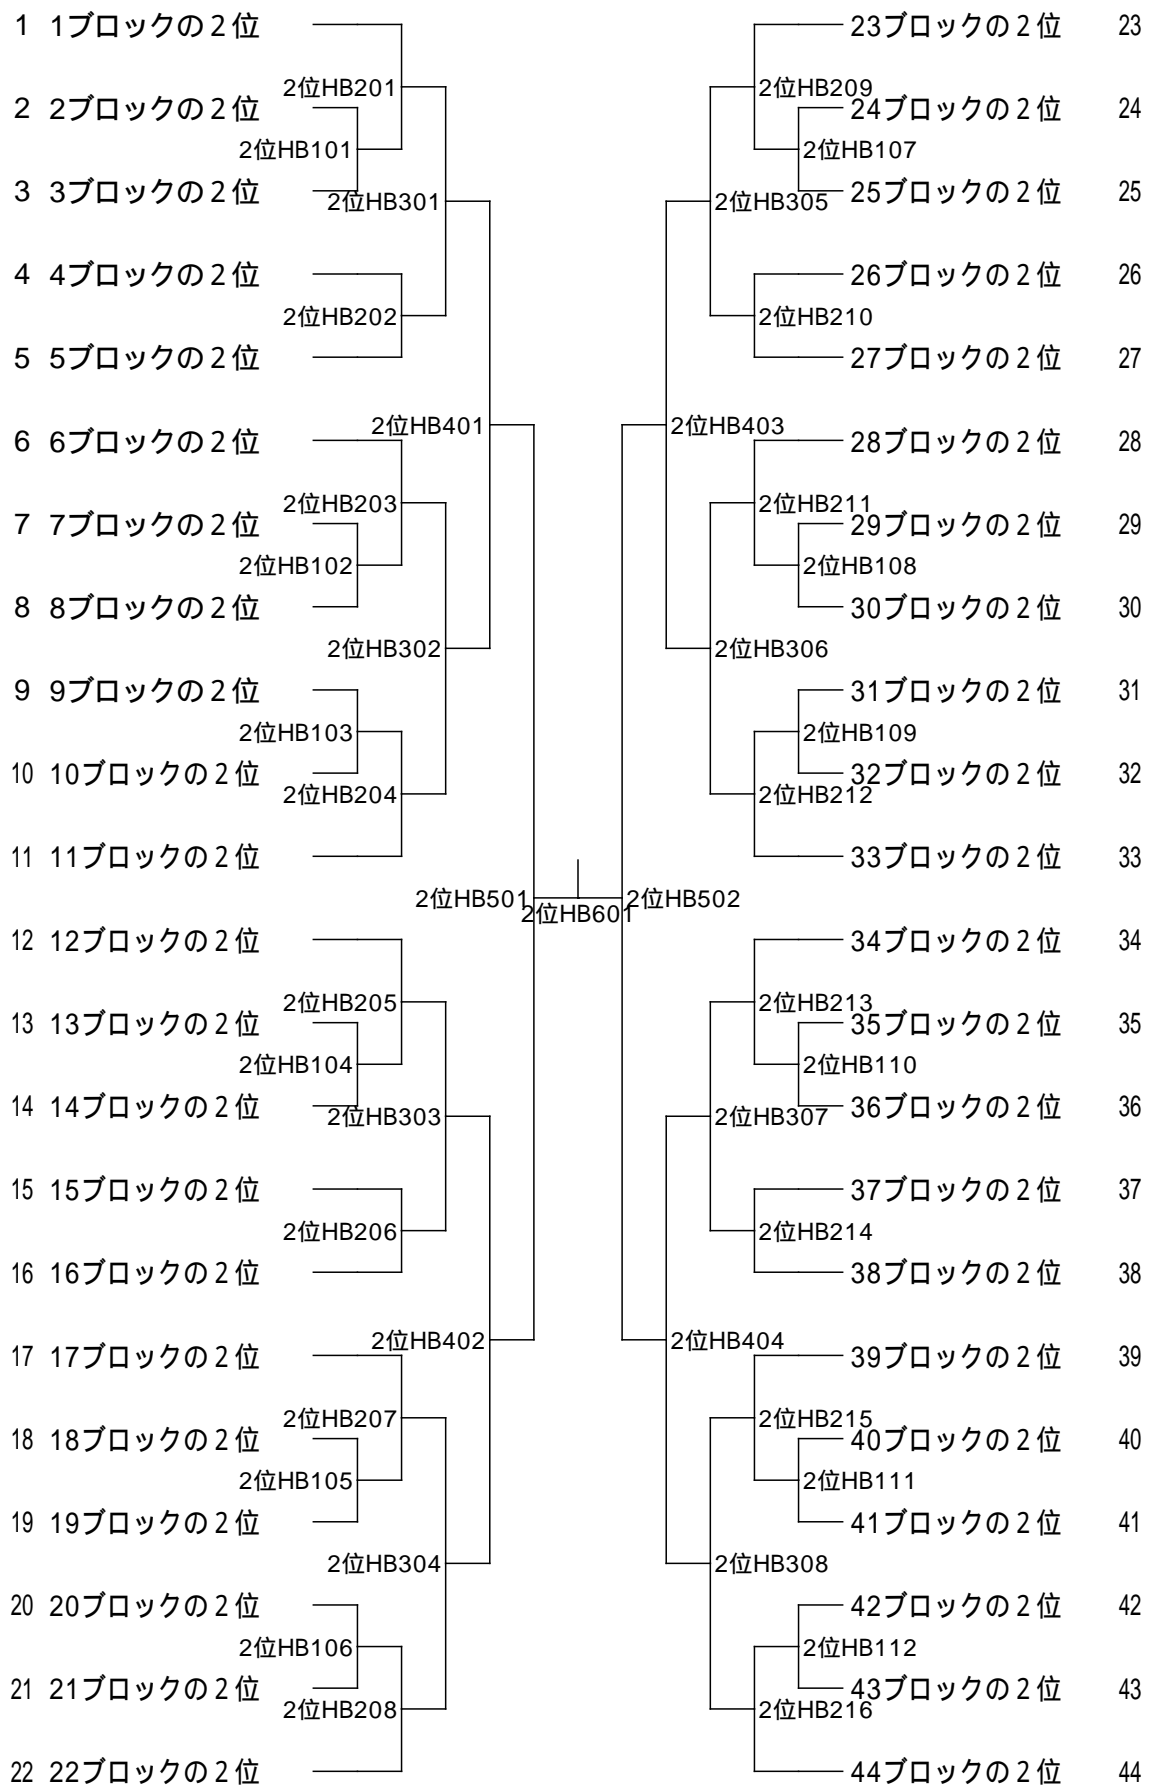 1 1ブロックの２位 23ブロックの２位 23
2位HB201 2位HB209
2 2ブロックの２位 24ブロックの２位 24
2位HB101 2位HB107
3 3ブロックの２位 25ブロックの２位 25
2位HB301 2位HB305
4 4ブロックの２位 26ブロックの２位 26
2位HB202 2位HB210
5 5ブロックの２位 27ブロックの２位 27
2位HB401 2位HB403
6 6ブロックの２位 28ブロックの２位 28
2位HB203 2位HB211
7 7ブロックの２位 29ブロックの２位 29
2位HB102 2位HB108
8 8ブロックの２位 30ブロックの２位 30
2位HB302 2位HB306
9 9ブロックの２位 31ブロックの２位 31
2位HB103 2位HB109
10 10ブロックの２位 32ブロックの２位 32
2位HB204 2位HB212
11 11ブロックの２位 33ブロックの２位 33
2位HB501 2位HB502
2位HB601
12 12ブロックの２位 34ブロックの２位 34
2位HB205 2位HB213
13 13ブロックの２位 35ブロックの２位 35
2位HB104 2位HB110
14 14ブロックの２位 36ブロックの２位 36
2位HB303 2位HB307
15 15ブロックの２位 37ブロックの２位 37
2位HB206 2位HB214
16 16ブロックの２位 38ブロックの２位 38
2位HB402 2位HB404
17 17ブロックの２位 39ブロックの２位 39
2位HB207 2位HB215
18 18ブロックの２位 40ブロックの２位 40
2位HB105 2位HB111
19 19ブロックの２位 41ブロックの２位 41
2位HB304 2位HB308
20 20ブロックの２位 42ブロックの２位 42
2位HB106 2位HB112
21 21ブロックの２位 43ブロックの２位 43
2位HB208 2位HB216
22 22ブロックの２位 44ブロックの２位 44